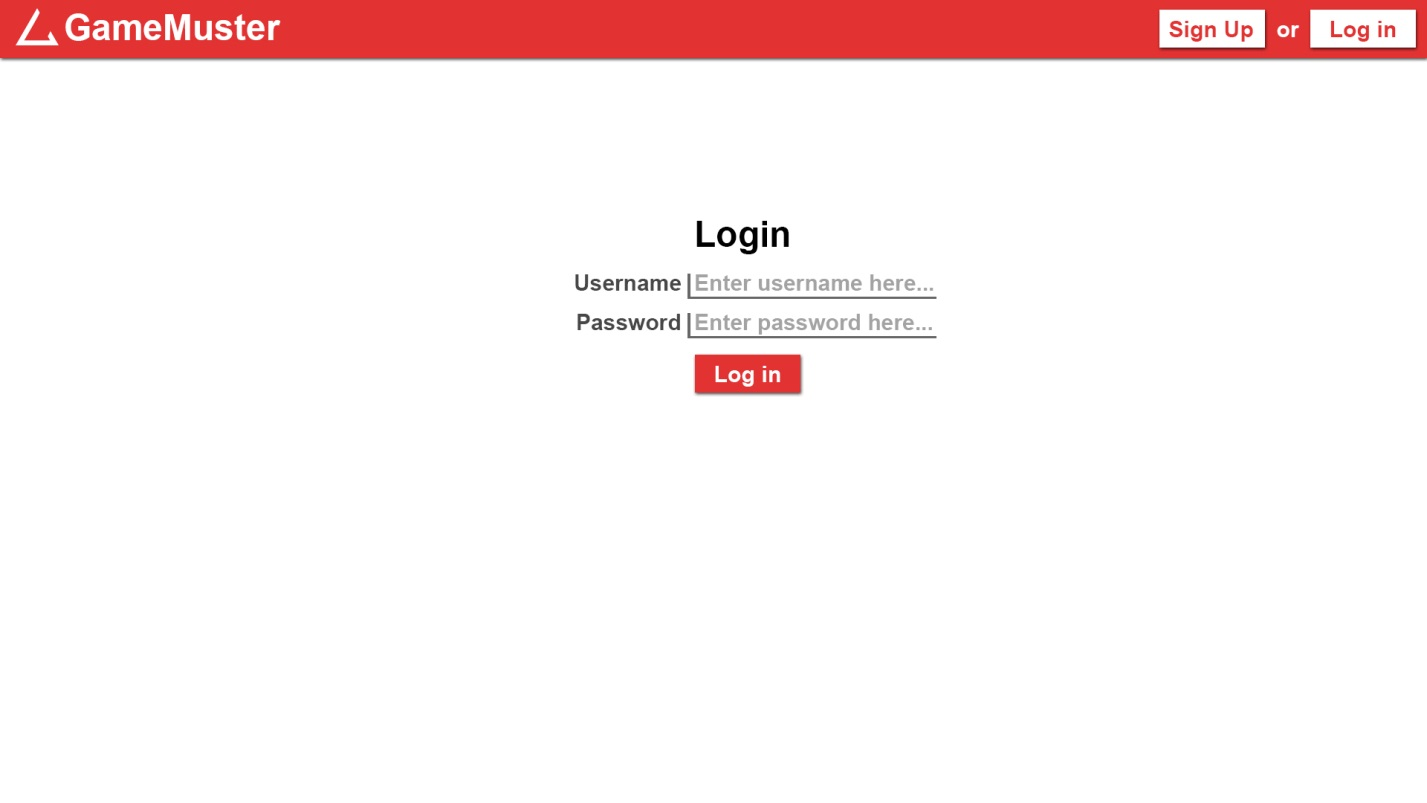 GameMuster
Sign Up or Log in
Login
Username Enter username here...
Password Enter password here...
Log in